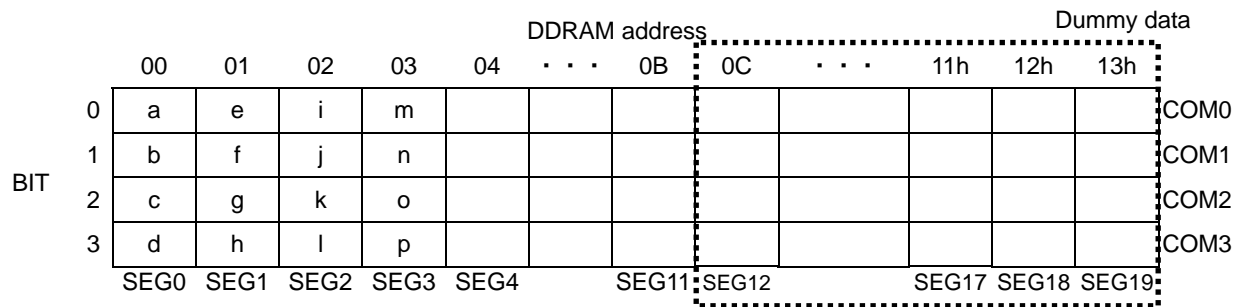 Dummy data
DDRAM address
00 01 02 03 04 ・・・ 0B 0C ・・・ 11h 12h 13h
0 a e i m COM0
1 b f j n COM1
BIT
2 c g k o COM2
3 d h l p COM3
SEG0 SEG1 SEG2 SEG3 SEG4 SEG11 SEG12 SEG17 SEG18 SEG19